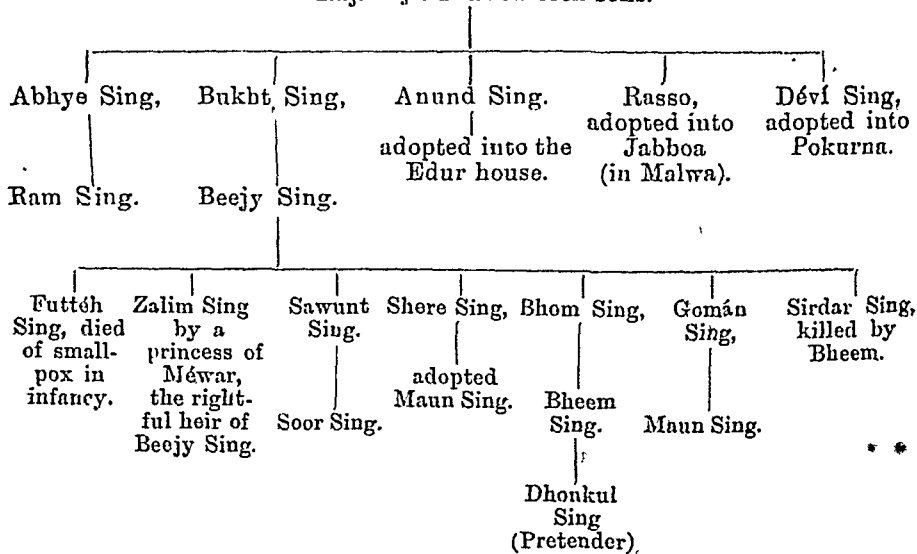 sons.
Abhye Sing,
Bukht Sing,
Anund Sing.
adopted into the
Edur house.
Rasso,
adopted into
Jabboa
(in Malwa).
Déví Sing,
adopted into
Pokurna.
Ram Sing.
Beejy Sing.
Futtéh
Sing, died
of small-
pox in
infancy.
Zalim Sing
by a
princess of
Méwar,
the right-
ful heir of
Beejy Sing.
Sawunt
Sing.
Soor Sing.
Shere Sing,
adopted
Maun Sing.
Bhom Sing,
Bheem
Sing.
Dhonkul
Sing
(Pretender)
Gomán
Sing,
Maun Sing.
Sirdar Sing,
killed by
Bheem.